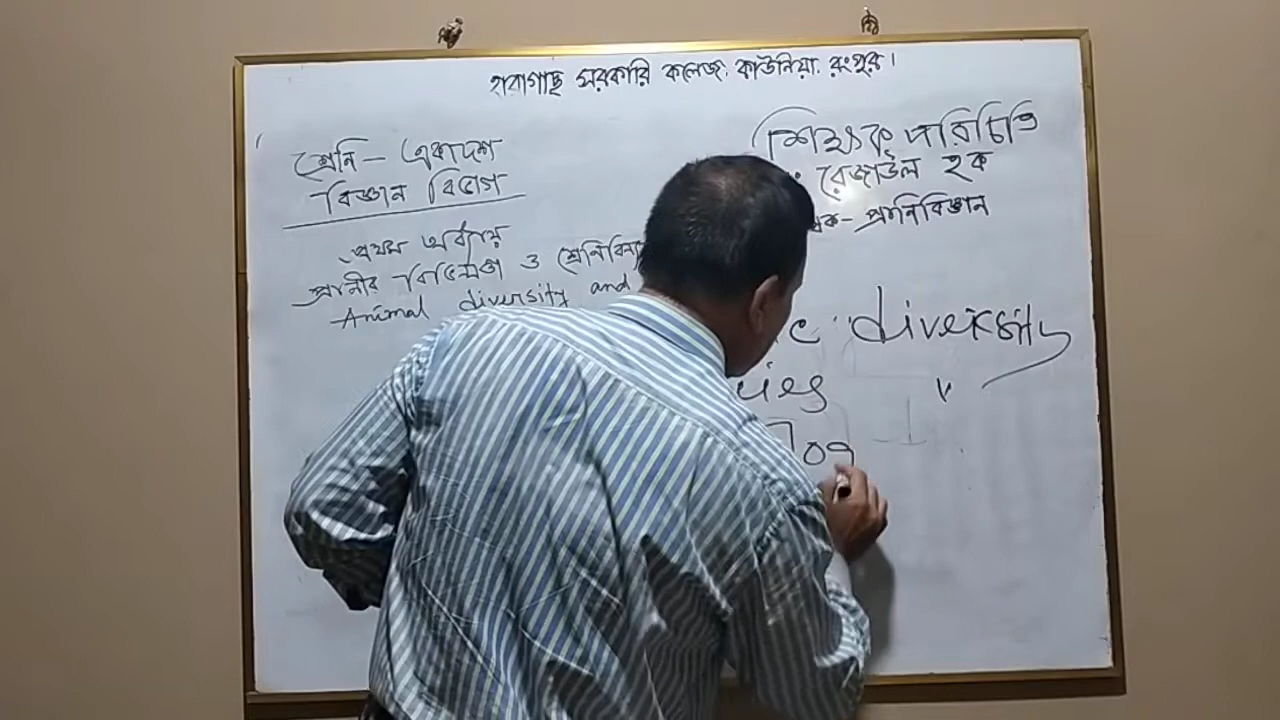 হারাগাছ সরকারি কলেজ, কাউনিয়া, রংপুর।
শ্রেনি - একাদশ
বিজ্ঞান বিভাগ
প্রথম অধ্যায়
প্রানীর বিভিন্নতা ও
Animal diversity and
শিক্ষক পরিচিতি
রেজাউল হক
প্রানিবিজ্ঞান
diversity
"